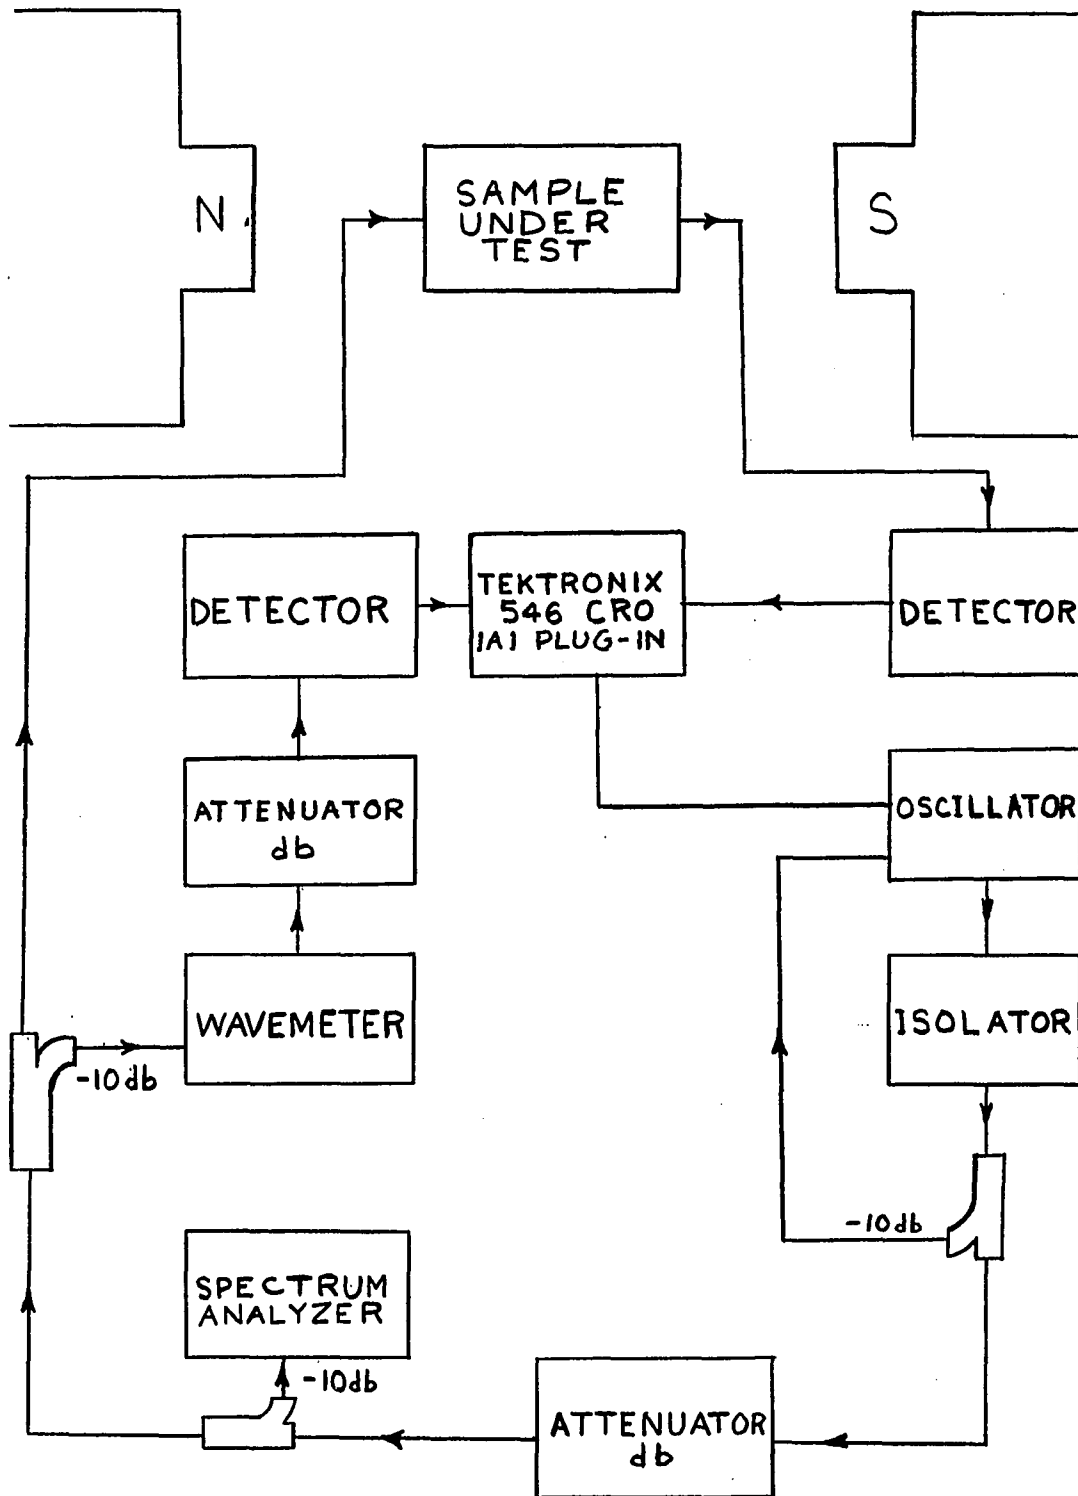 N
SAMPLE
UNDER
TEST
S
DETECTOR
TEKTRONIX
546 CRO
1A1 PLUG-IN
DETECTOR
ATTENUATOR
db
OSCILLATOR
WAVEMETER
ISOLATOR
-10db
-10db
SPECTRUM
ANALYZER
-10db
ATTENUATOR
db